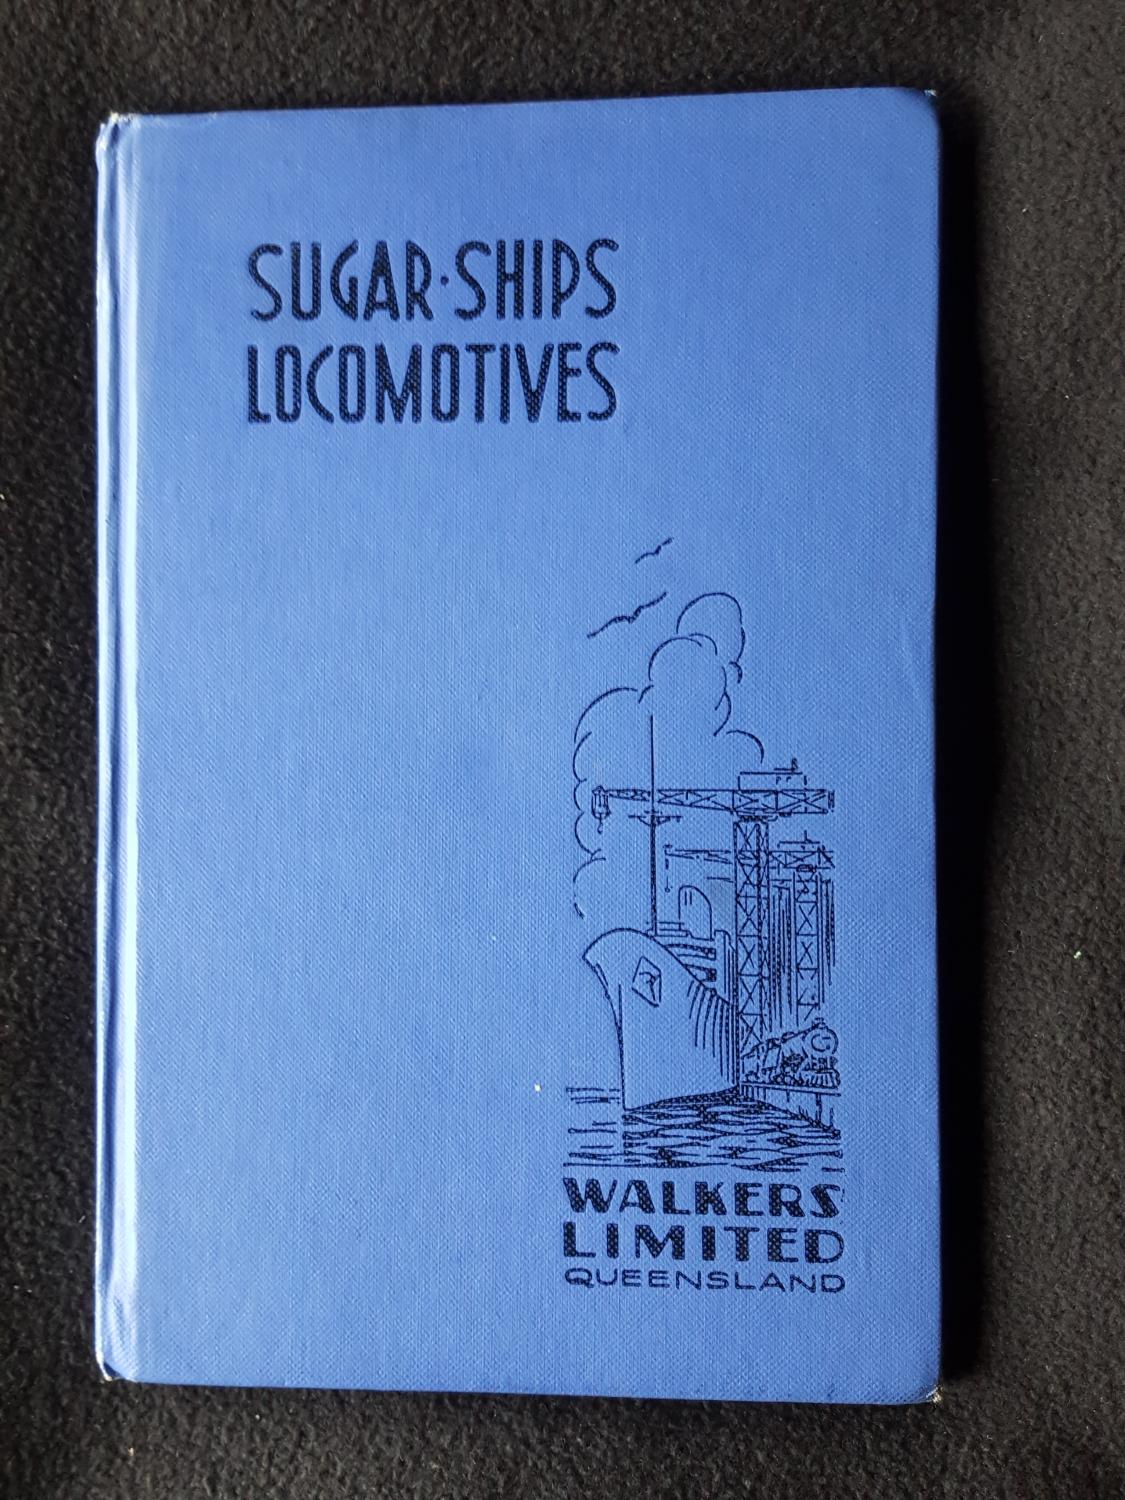 SUGAR·SHIPS
LOCOMOTIVES
WALKERS
LIMITED
QUEENSLAND